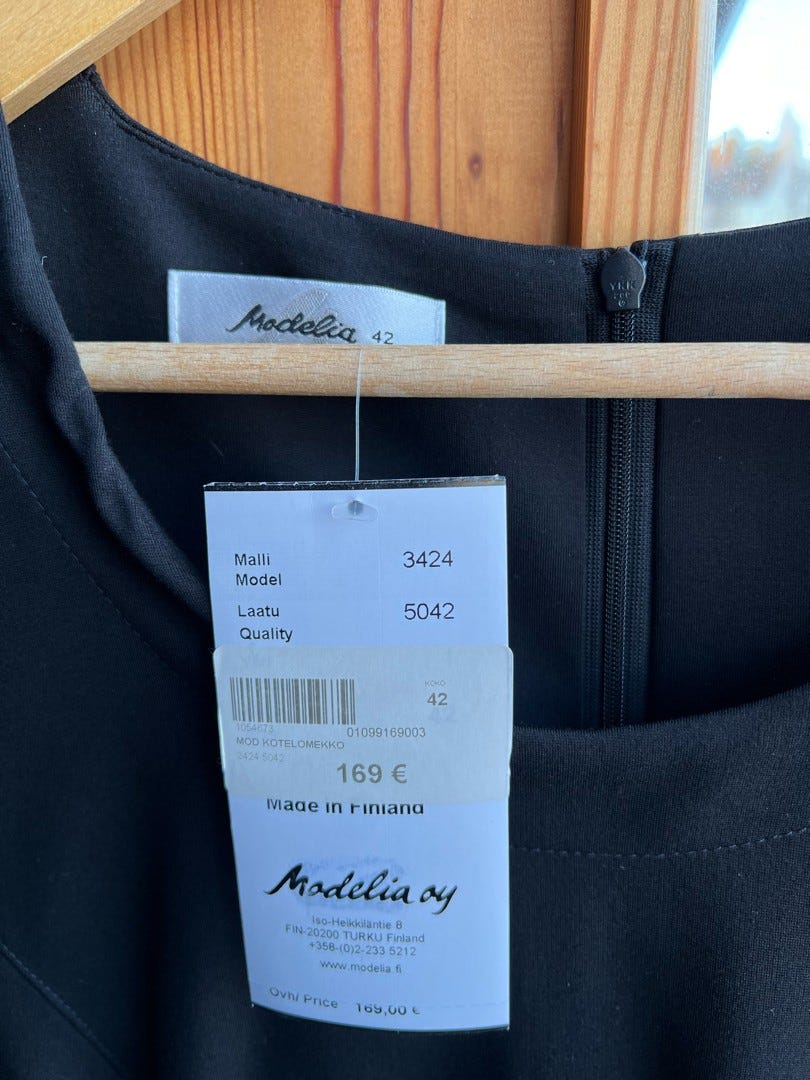 YKK
Modelia 42
Malli 3424
Model
Laatu 5042
Quality
KOKO
42
1054673 01099169003
MOD KOTELOMEKKO
3424 5042
169 €
Made in Finland
Modelia oy
Iso-Heikkiläntie 8
FIN-20200 TURKU Finland
+358-(0)2-233 5212
www.modelia.fi
Ovh/ Price 169,00 €